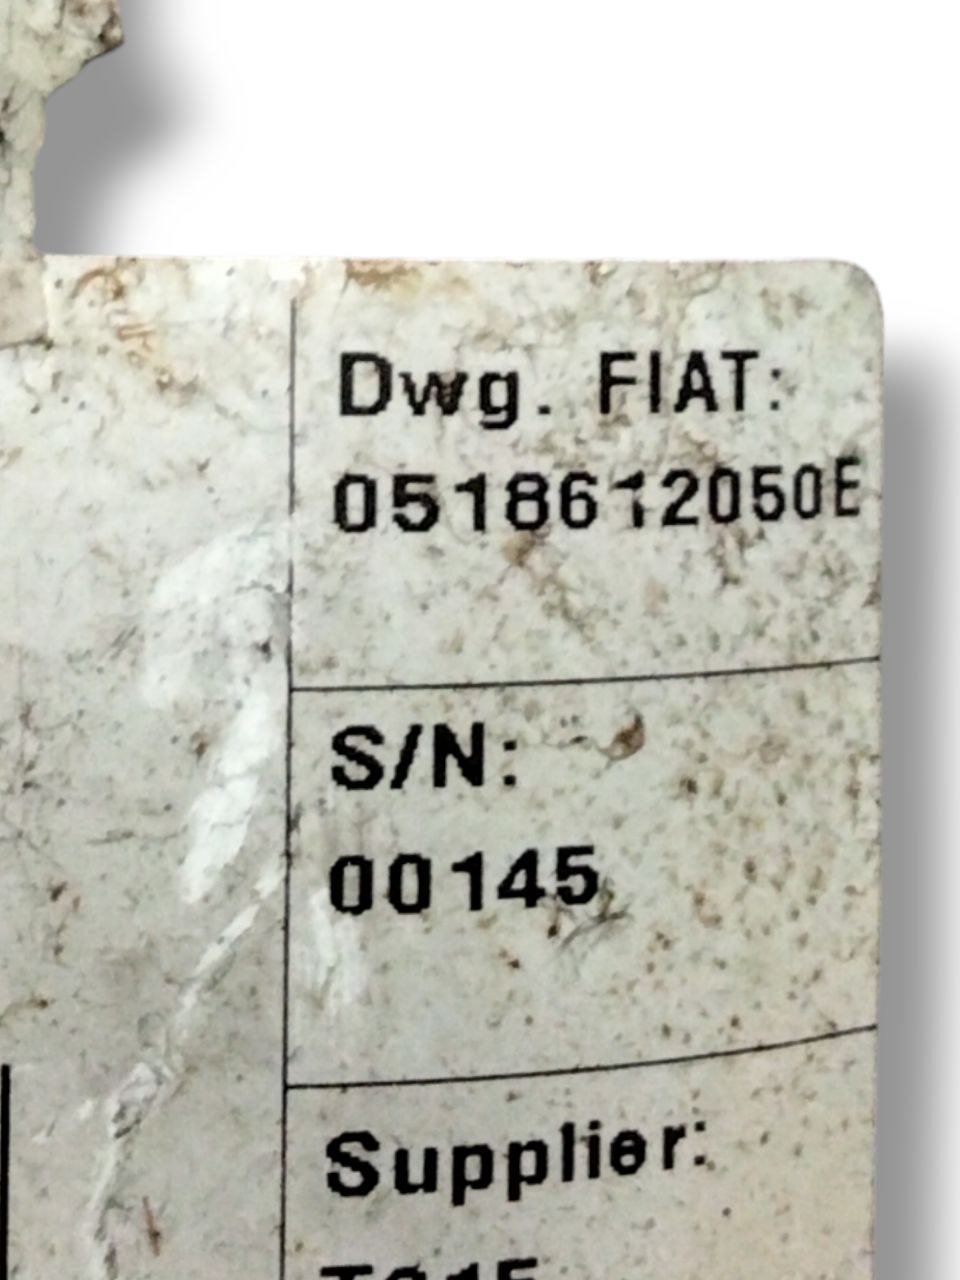 Dwg. FIAT:
0518612050E
S/N:
00145
Supplier: